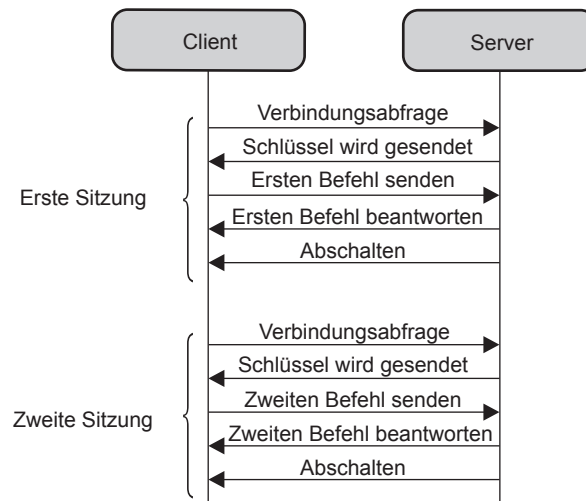 Client
Server
Verbindungsabfrage
Schlüssel wird gesendet
Ersten Befehl senden
Erste Sitzung
Ersten Befehl beantworten
Abschalten
Verbindungsabfrage
Schlüssel wird gesendet
Zweiten Befehl senden
Zweite Sitzung
Zweiten Befehl beantworten
Abschalten